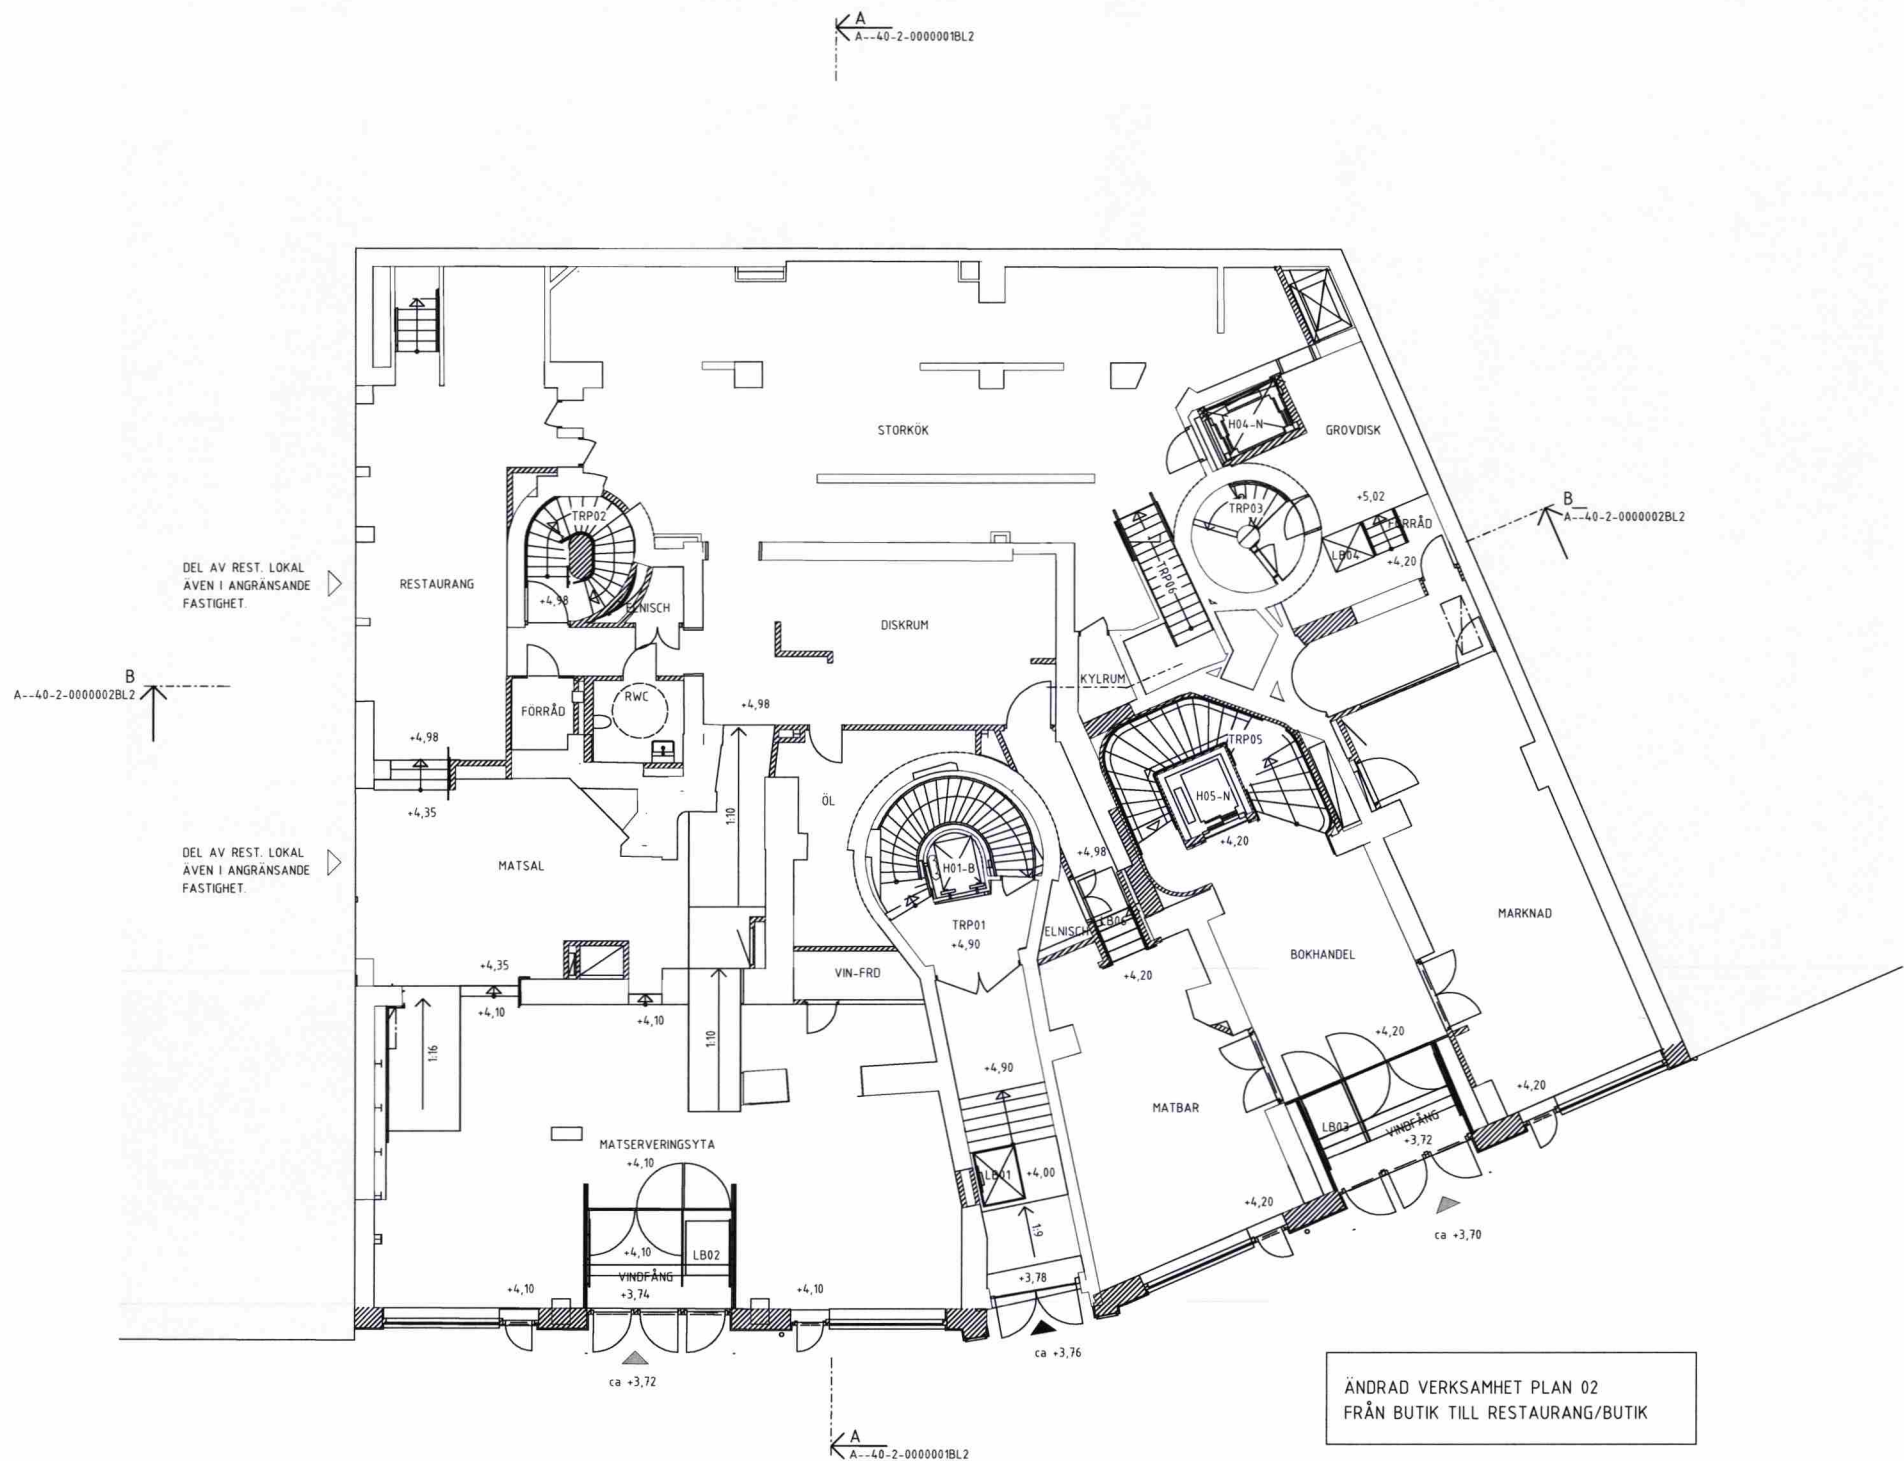 A
A--40-2-0000001BL2
H04-N
STORKÖK
GROVDISK
+5,02
B
A--40-2-0000002BL2
TRP03
TRP02
FÖRRÅD
LB04
+4,20
DEL AV REST. LOKAL
ÄVEN I ANGRÄNSANDE
FASTIGHET.
RESTAURANG
TRP06
+4,98
ELNISCH
DISKRUM
B
A--40-2-0000002BL2
KYLRUM
RWC
FÖRRÅD
+4,98
+4,98
TRP05
H05-N
+4,20
+4,35
1:10
ÖL
DEL AV REST. LOKAL
ÄVEN I ANGRÄNSANDE
FASTIGHET.
MATSAL
+4,98
H01-B
TRP01
+4,90
ELNISCH
LB06
MARKNAD
BOKHANDEL
+4,35
VIN-FRD
+4,20
+4,10
+4,10
1:16
1:10
+4,20
+4,90
+4,20
MATBAR
LB03
VINDFÅNG
+3,72
MATSERVERINGSYTA
+4,10
LB01
+4,00
+4,20
1:9
ca +3,70
+4,10
LB02
VINDFÅNG
+3,74
+4,10
+4,10
+3,78
ca +3,76
ca +3,72
ÄNDRAD VERKSAMHET PLAN 02
FRÅN BUTIK TILL RESTAURANG/BUTIK
A
A--40-2-0000001BL2